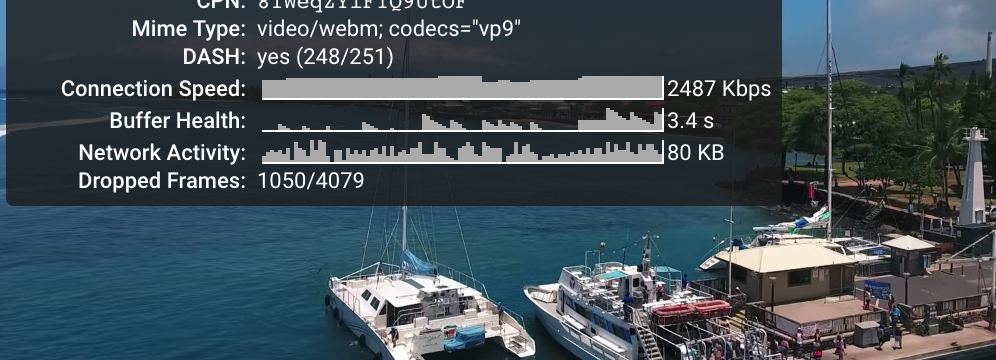 CPN:
Mime Type: video/webm; codecs="vp9"
DASH: yes (248/251)
Connection Speed: 2487 Kbps
Buffer Health: 3.4 s
Network Activity: 80 KB
Dropped Frames: 1050/4079